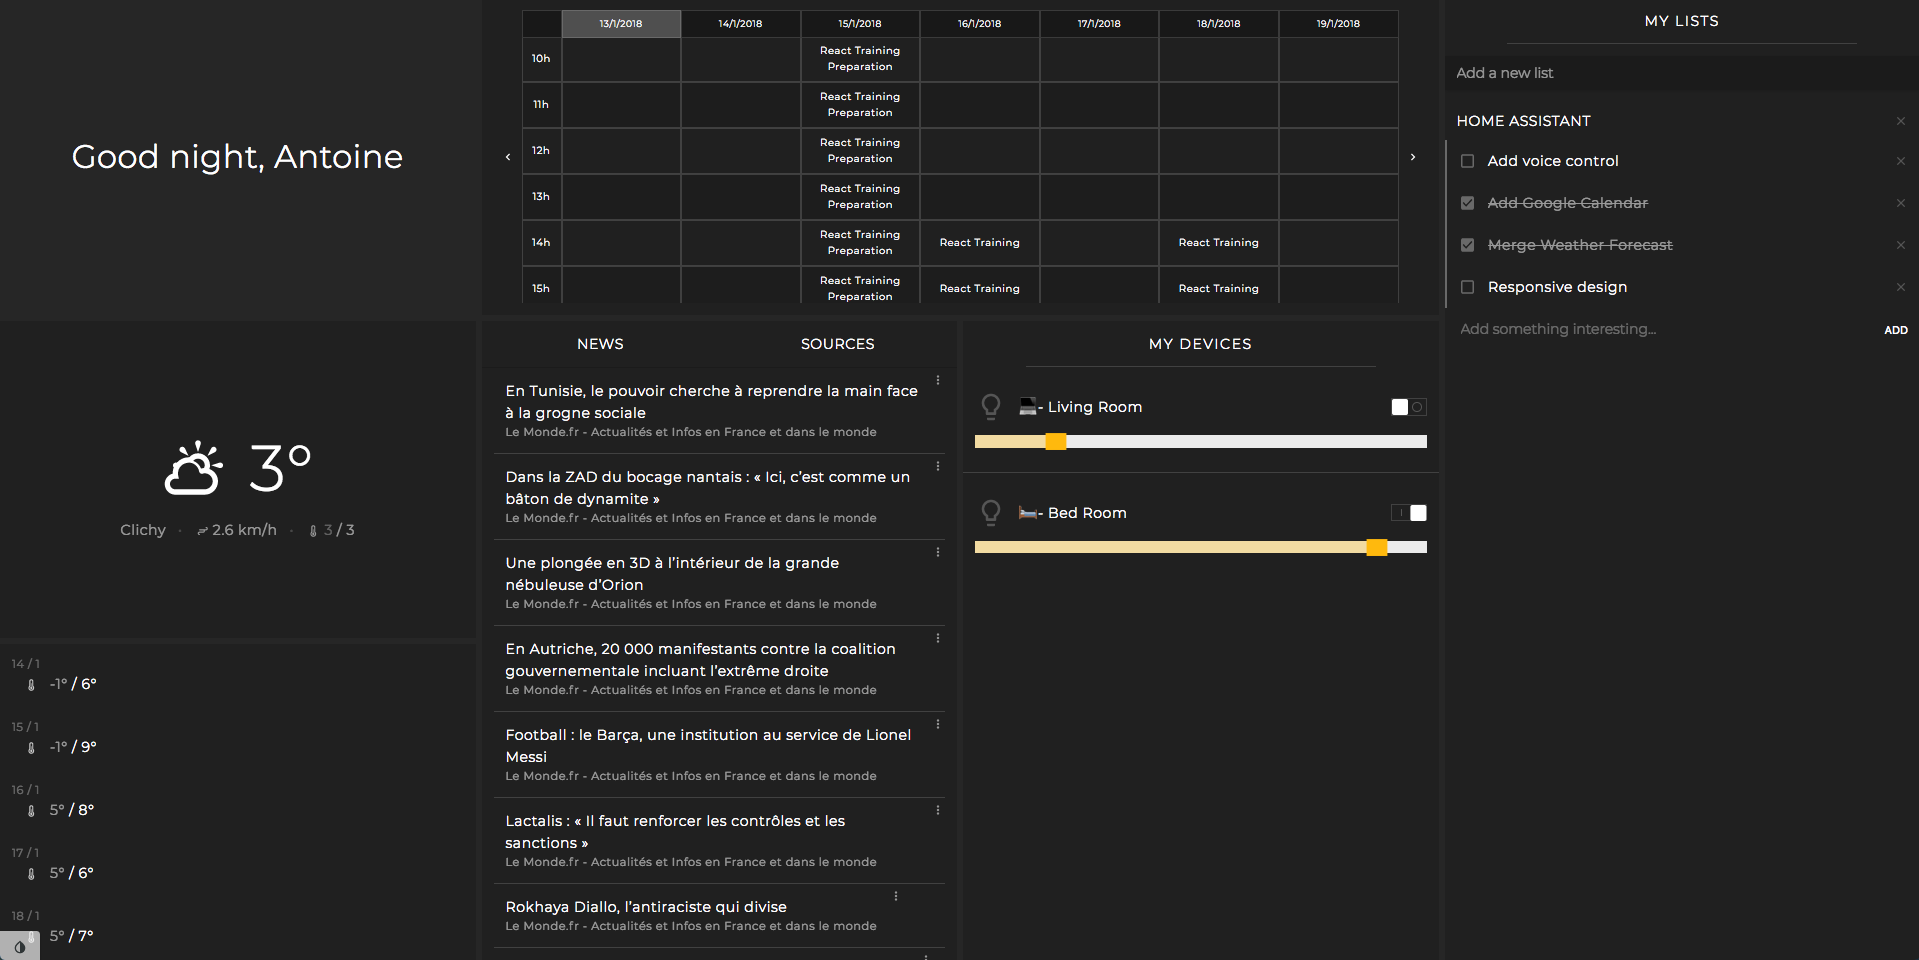 Good night, Antoine
13/1/2018 14/1/2018 15/1/2018 16/1/2018 17/1/2018 18/1/2018 19/1/2018
10h React Training
Preparation
11h React Training
Preparation
12h React Training
Preparation
13h React Training
Preparation
14h React Training
Preparation React Training React Training
15h React Training
Preparation React Training React Training
MY LISTS
Add a new list
HOME ASSISTANT
Add voice control
Add Google Calendar
Merge Weather Forecast
Responsive design
Add something interesting... ADD
3°
Clichy · 2.6 km/h · 3 / 3
14 / 1
-1° / 6°
15 / 1
-1° / 9°
16 / 1
5° / 8°
17 / 1
5° / 6°
18 / 1
5° / 7°
NEWS SOURCES
En Tunisie, le pouvoir cherche à reprendre la main face
à la grogne sociale
Le Monde.fr - Actualités et Infos en France et dans le monde
Dans la ZAD du bocage nantais : « Ici, c’est comme un
bâton de dynamite »
Le Monde.fr - Actualités et Infos en France et dans le monde
Une plongée en 3D à l’intérieur de la grande
nébuleuse d’Orion
Le Monde.fr - Actualités et Infos en France et dans le monde
En Autriche, 20 000 manifestants contre la coalition
gouvernementale incluant l’extrême droite
Le Monde.fr - Actualités et Infos en France et dans le monde
Football : le Barça, une institution au service de Lionel
Messi
Le Monde.fr - Actualités et Infos en France et dans le monde
Lactalis : « Il faut renforcer les contrôles et les
sanctions »
Le Monde.fr - Actualités et Infos en France et dans le monde
Rokhaya Diallo, l’antiraciste qui divise
Le Monde.fr - Actualités et Infos en France et dans le monde
MY DEVICES
- Living Room
- Bed Room